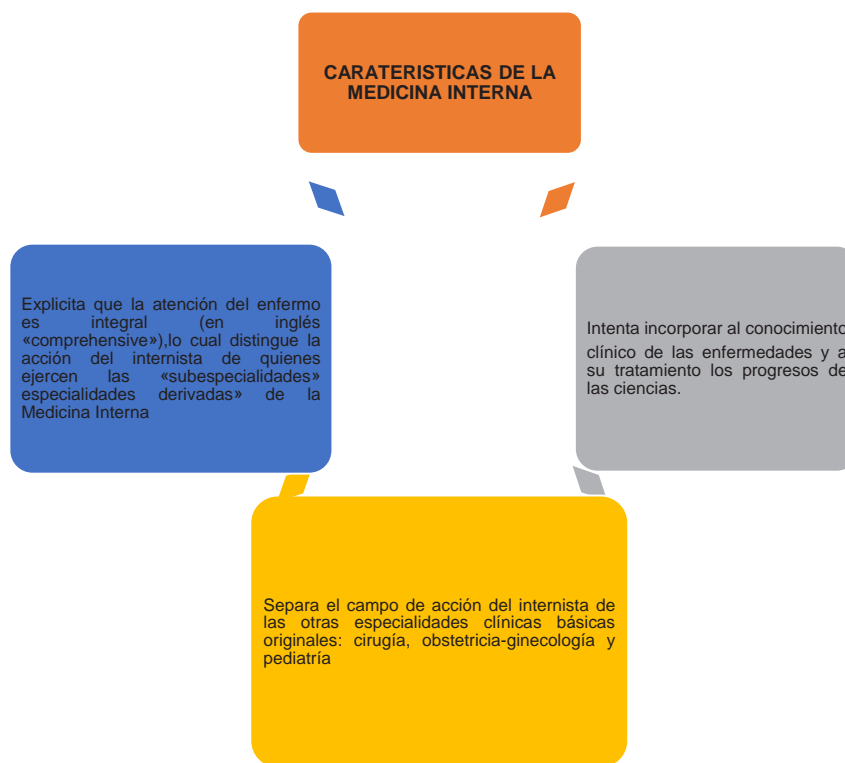 CARATERISTICAS DE LA
MEDICINA INTERNA
Explicita que la atención del enfermo
es integral (en inglés
«comprehensive»),lo cual distingue la
acción del internista de quienes
ejercen las «subespecialidades»
especialidades derivadas» de la
Medicina Interna
Intenta incorporar al conocimiento
clínico de las enfermedades y a
su tratamiento los progresos de
las ciencias.
Separa el campo de acción del internista de
las otras especialidades clínicas básicas
originales: cirugía, obstetricia-ginecología y
pediatría